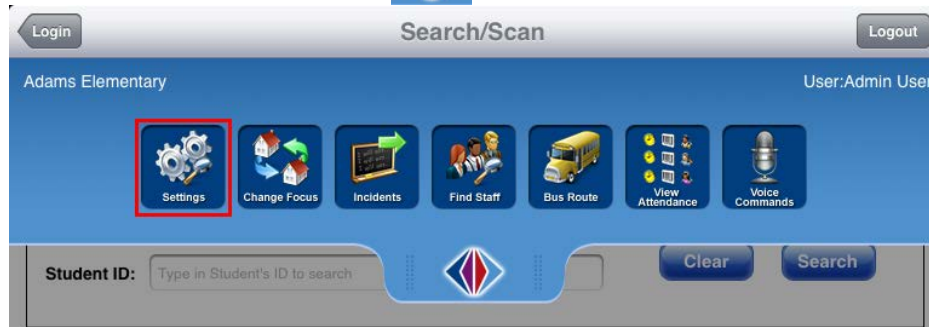 Login Search/Scan Logout
Adams Elementary User:Admin User
Settings Change Focus Incidents Find Staff Bus Route View Attendance Voice Commands
Student ID: Type in Student's ID to search Clear Search